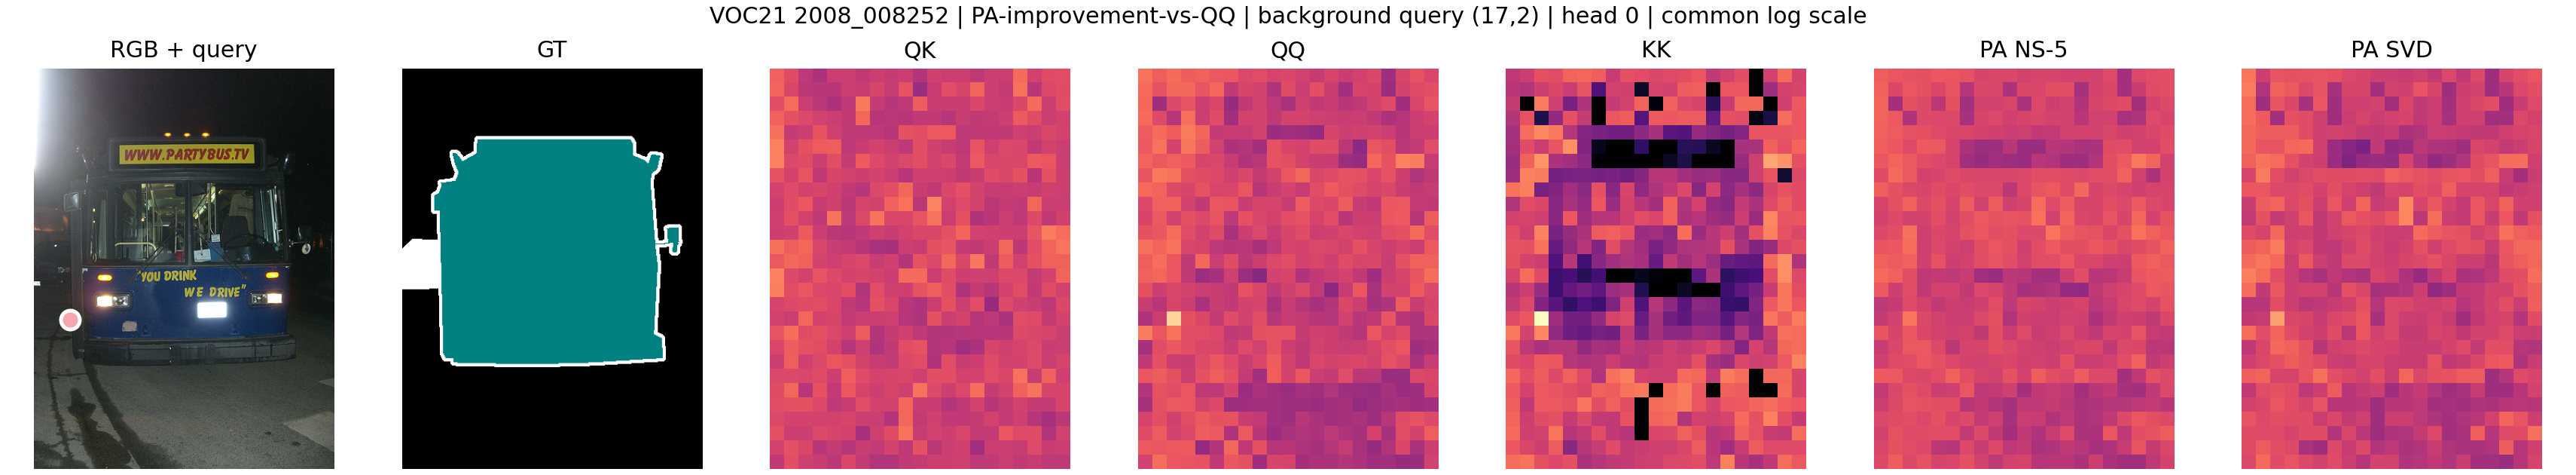 VOC21 2008_008252 | PA-improvement-vs-QQ | background query (17,2) | head 0 | common log scale
RGB + query
GT
QK
QQ
KK
PA NS-5
PA SVD
WWW.PARTYBUS.TV
"YOU DRINK
WE DRIVE"